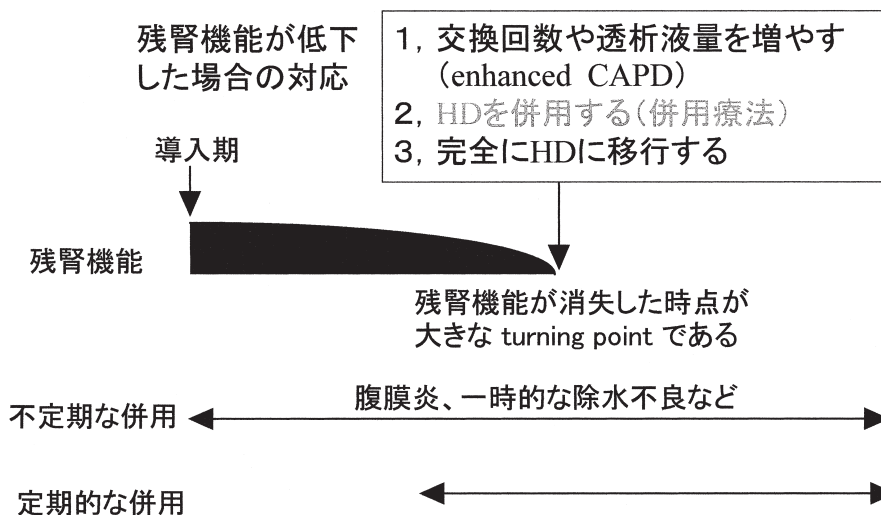 残腎機能が低下
した場合の対応
1, 交換回数や透析液量を増やす
(enhanced CAPD)
2, HDを併用する(併用療法)
3, 完全にHDに移行する
導入期
残腎機能
残腎機能が消失した時点が
大きな turning point である
不定期な併用
腹膜炎、一時的な除水不良など
定期的な併用